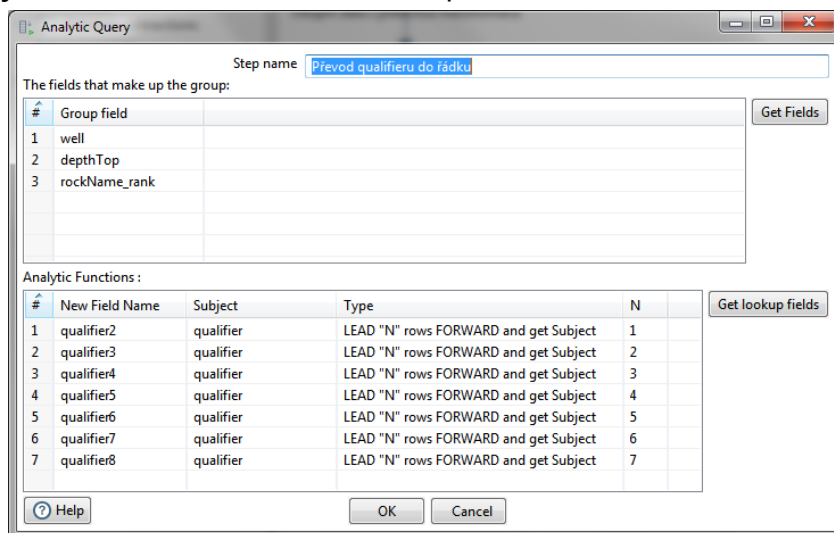 Analytic Query
Step name Převod qualifieru do řádku
The fields that make up the group:
# Group field
Get Fields
1 well
2 depthTop
3 rockName_rank
Analytic Functions :
# New Field Name Subject Type N
Get lookup fields
1 qualifier2 qualifier LEAD "N" rows FORWARD and get Subject 1
2 qualifier3 qualifier LEAD "N" rows FORWARD and get Subject 2
3 qualifier4 qualifier LEAD "N" rows FORWARD and get Subject 3
4 qualifier5 qualifier LEAD "N" rows FORWARD and get Subject 4
5 qualifier6 qualifier LEAD "N" rows FORWARD and get Subject 5
6 qualifier7 qualifier LEAD "N" rows FORWARD and get Subject 6
7 qualifier8 qualifier LEAD "N" rows FORWARD and get Subject 7
Help OK Cancel